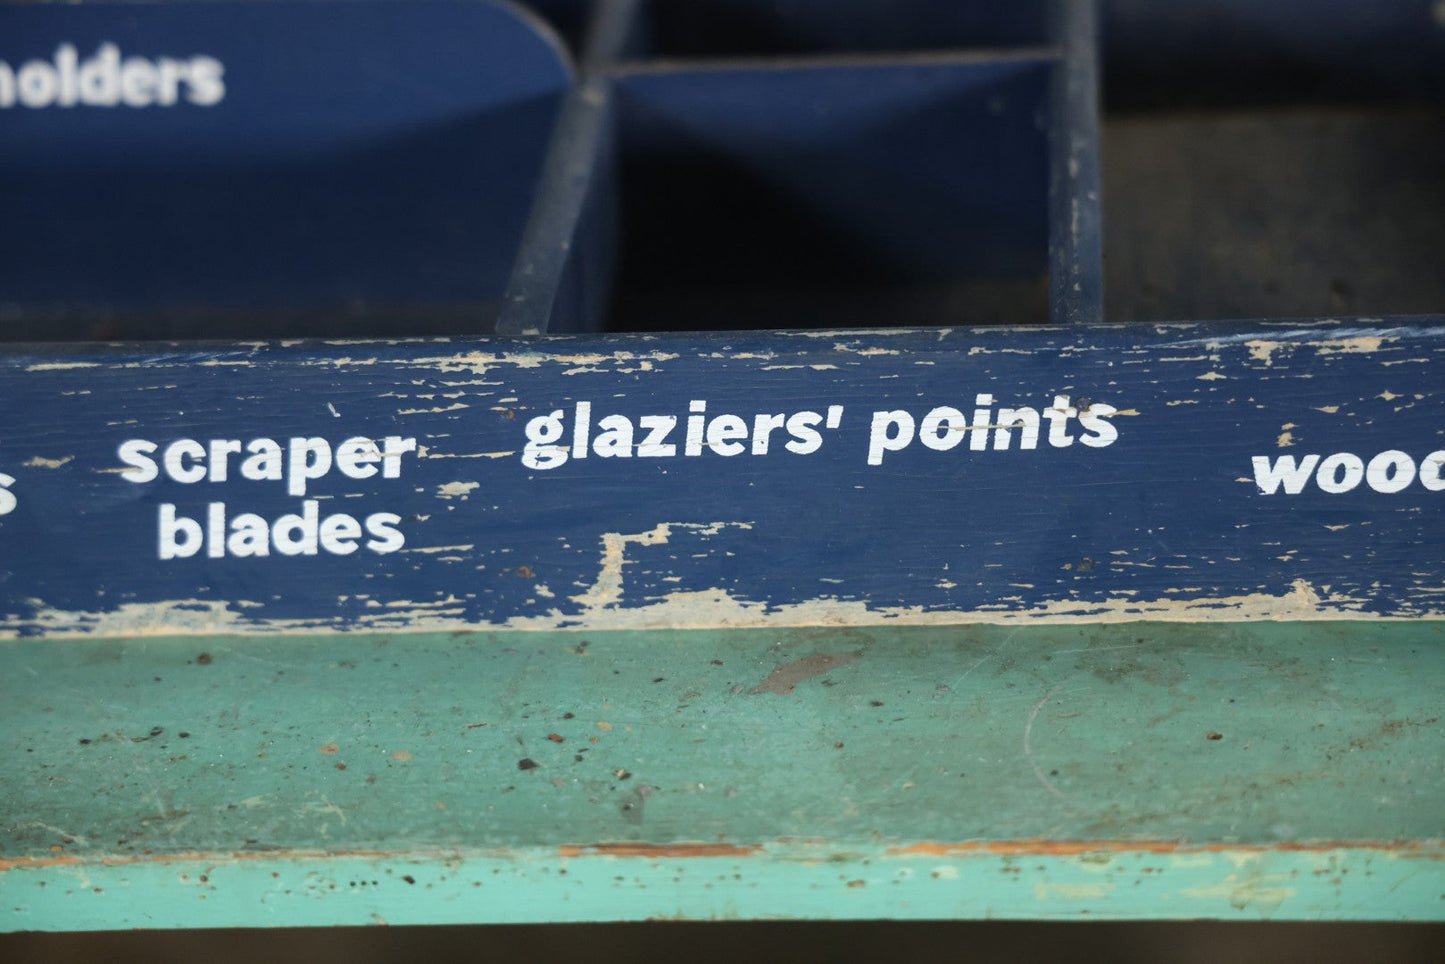 holders
scraper
blades
glaziers' points